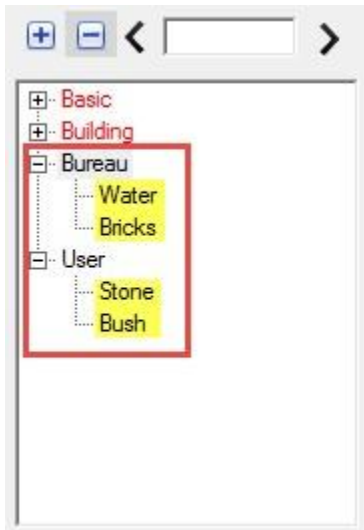 Basic
Building
Bureau
Water
Bricks
User
Stone
Bush